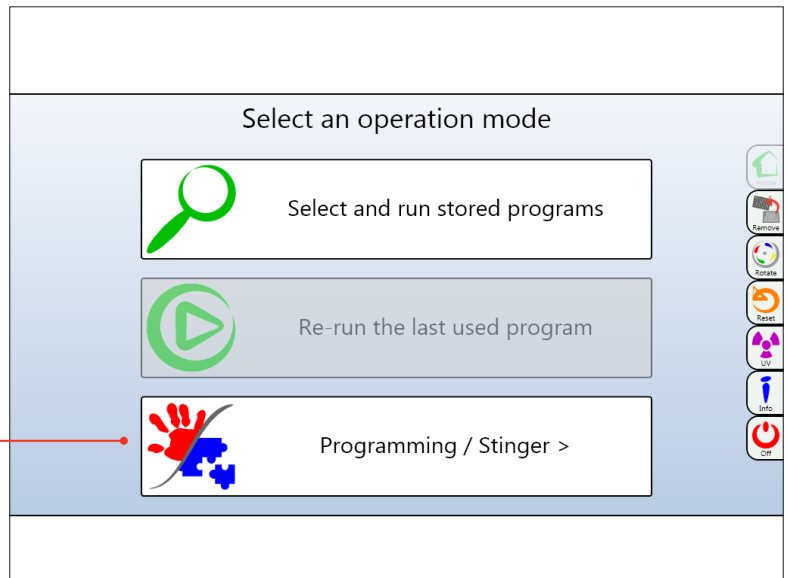 Select an operation mode
Select and run stored programs
Re-run the last used program
Programming / Stinger >
Remove
Rotate
Reset
UV
Info
Off